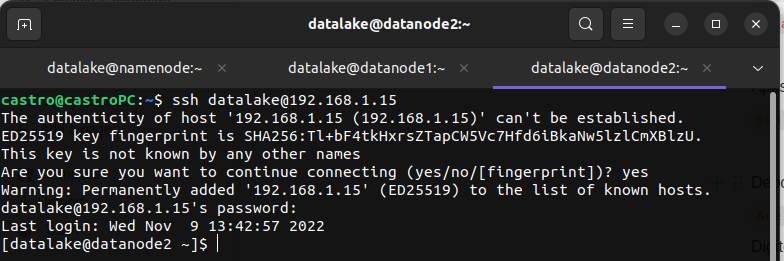 datalake@datanode2:~
datalake@namenode:~
datalake@datanode1:~
datalake@datanode2:~
castro@castroPC:~$ ssh datalake@192.168.1.15
The authenticity of host '192.168.1.15 (192.168.1.15)' can't be established.
ED25519 key fingerprint is SHA256:Tl+bF4tkHxrsZTapCW5Vc7Hfd6iBkaNw5lzlCmXBlzU.
This key is not known by any other names
Are you sure you want to continue connecting (yes/no/[fingerprint])? yes
Warning: Permanently added '192.168.1.15' (ED25519) to the list of known hosts.
datalake@192.168.1.15's password:
Last login: Wed Nov  9 13:42:57 2022
[datalake@datanode2 ~]$